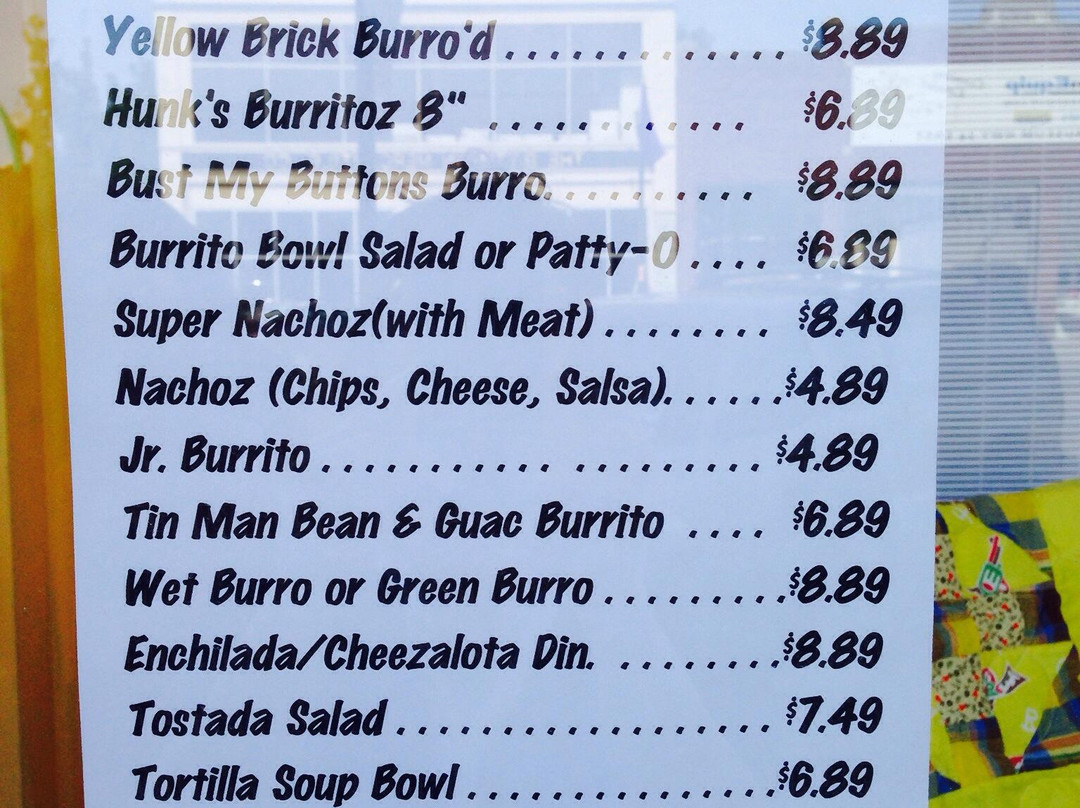 Yellow Brick Burro'd ............. $8.89
Hunk's Burritoz 8" ............ $6.89
Bust My Buttons Burro.......... $8.89
Burrito Bowl Salad or Patty-O .... $6.89
Super Nachoz(with Meat) ........ $8.49
Nachoz (Chips, Cheese, Salsa).......$4.89
Jr. Burrito ........... ......... $4.89
Tin Man Bean & Guac Burrito .... $6.89
Wet Burro or Green Burro .........$8.89
Enchilada/Cheezalota Din. ........$8.89
Tostada Salad .................. $7.49
Tortilla Soup Bowl ...............$6.89